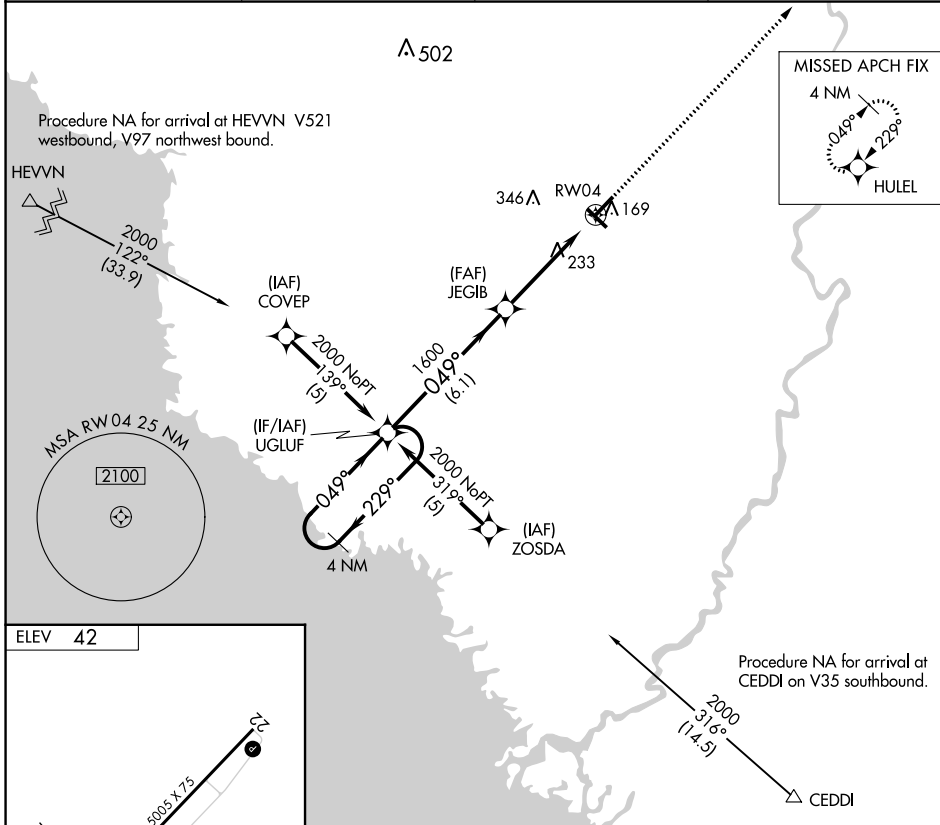 502
MISSED APCH FIX
4 NM
049°
229°
HULEL
Procedure NA for arrival at HEVVN V521
westbound, V97 northwest bound.
HEVVN
2000
122°
(33.9)
346
RW04
169
233
(FAF)
JEGIB
(IAF)
COVEP
2000 NoPT
139°
(5)
1600
049°
(6.1)
(IF/IAF)
UGLUF
2000 NoPT
319°
(5)
049°
229°
4 NM
(IAF)
ZOSDA
MSA RW04 25 NM
2100
ELEV 42
22
P
5005 X 75
Procedure NA for arrival at
CEDDI on V35 southbound.
2000
316°
(14.5)
CEDDI